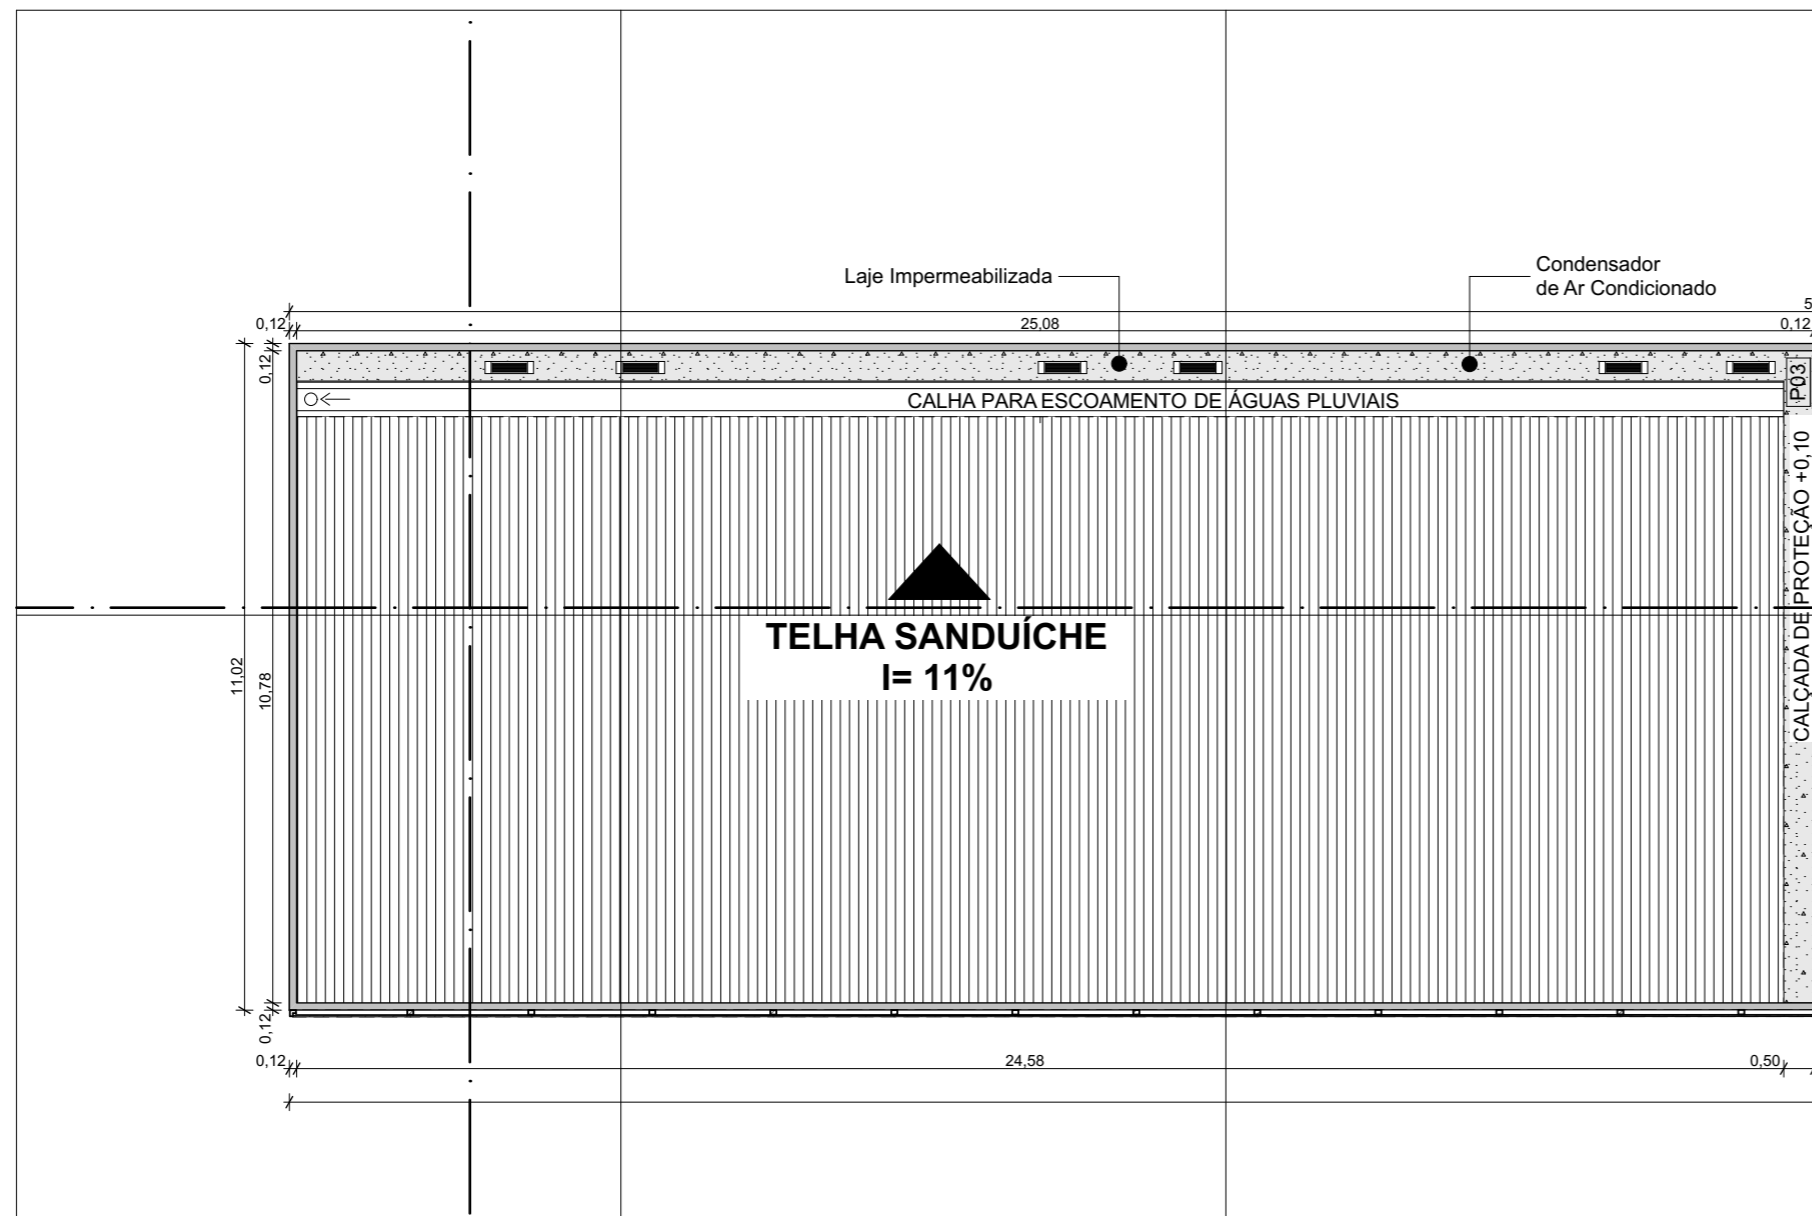 Laje Impermeabilizada
Condensador
de Ar Condicionado
5
0,12
25,08
0,12
0,12
P03
CALHA PARA ESCOAMENTO DE ÁGUAS PLUVIAIS
CALÇADA DE PROTEÇÃO +0,10
TELHA SANDUÍCHE
I= 11%
11,02
10,78
0,12
0,12
24,58
0,50